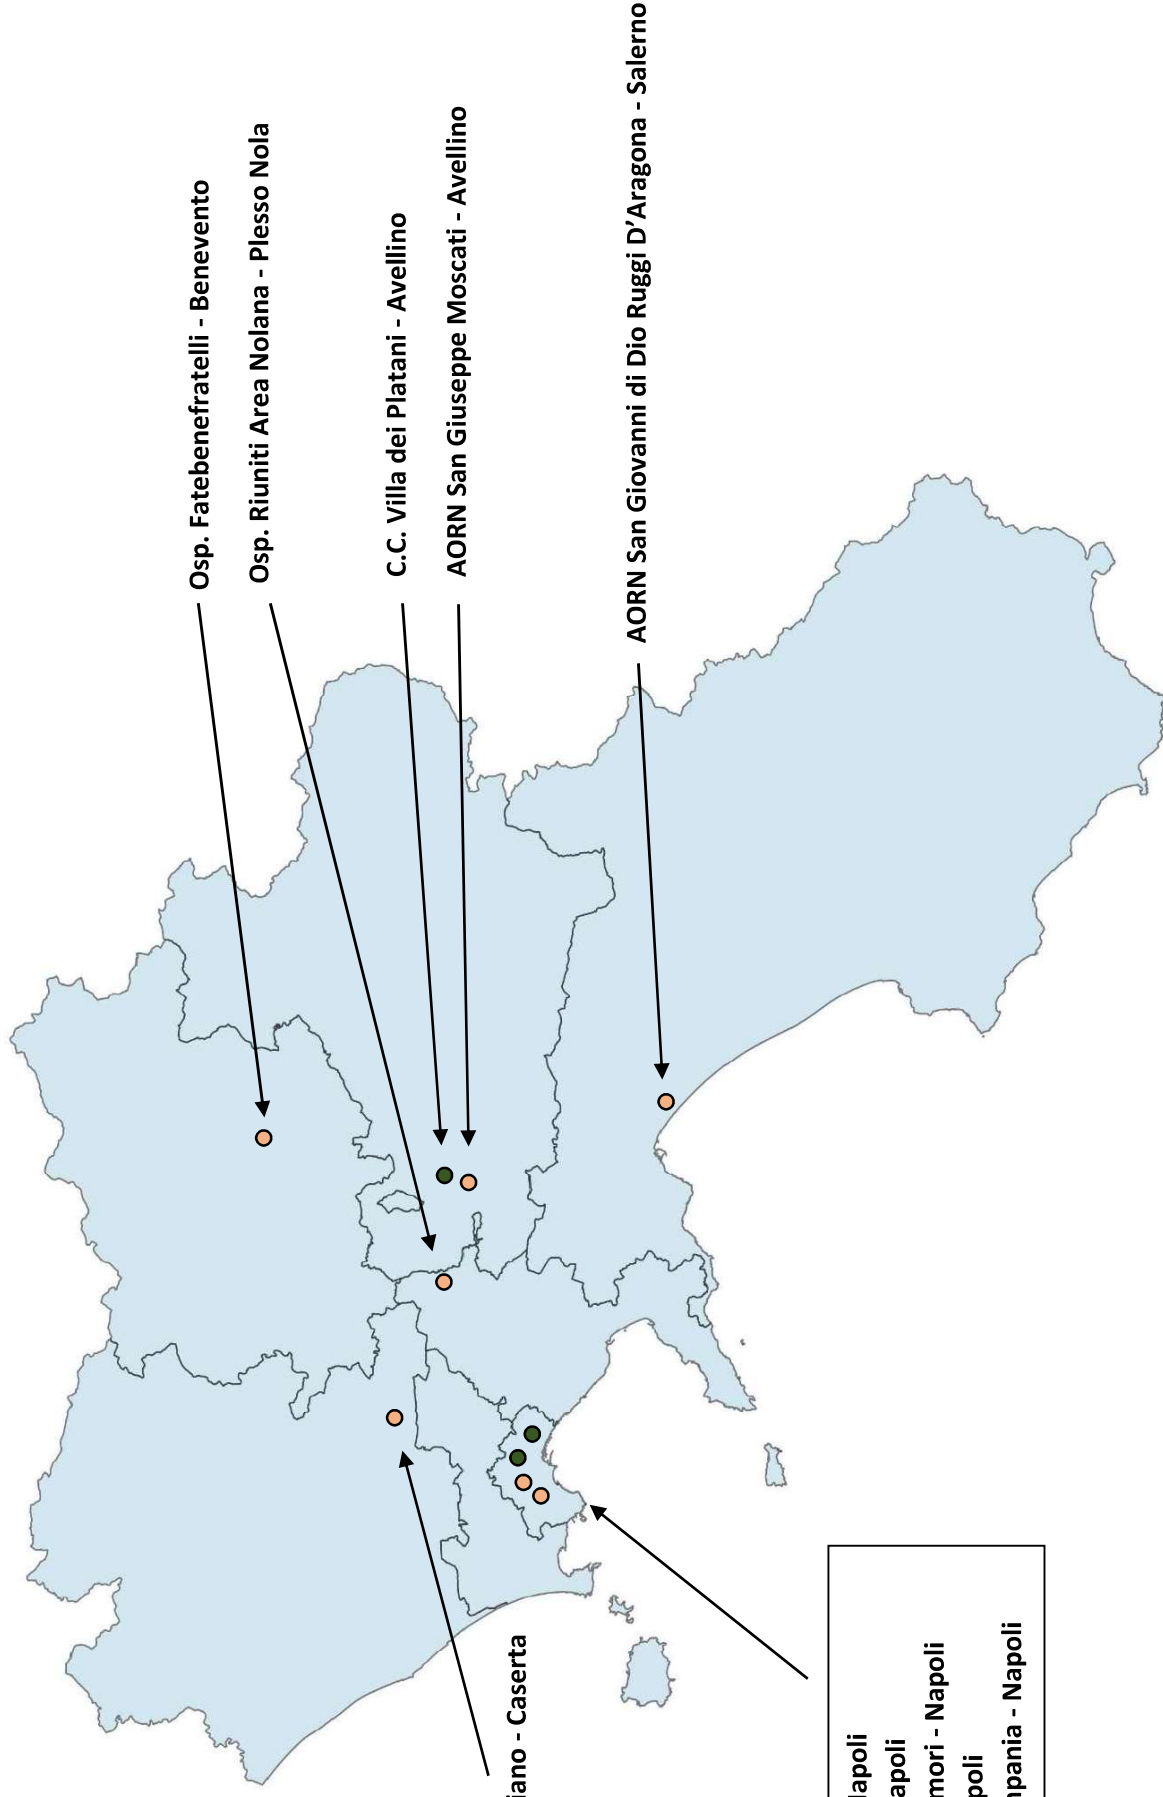 Osp. Fatebenefratelli - Benevento
Osp. Riuniti Area Nolana - Plesso Nola
C.C. Villa dei Platani - Avellino
AORN San Giuseppe Moscati - Avellino
AORN San Giovanni di Dio Ruggi D’Aragona - Salerno
iano - Caserta
Napoli
apoli
mori - Napoli
poli
npania - Napoli